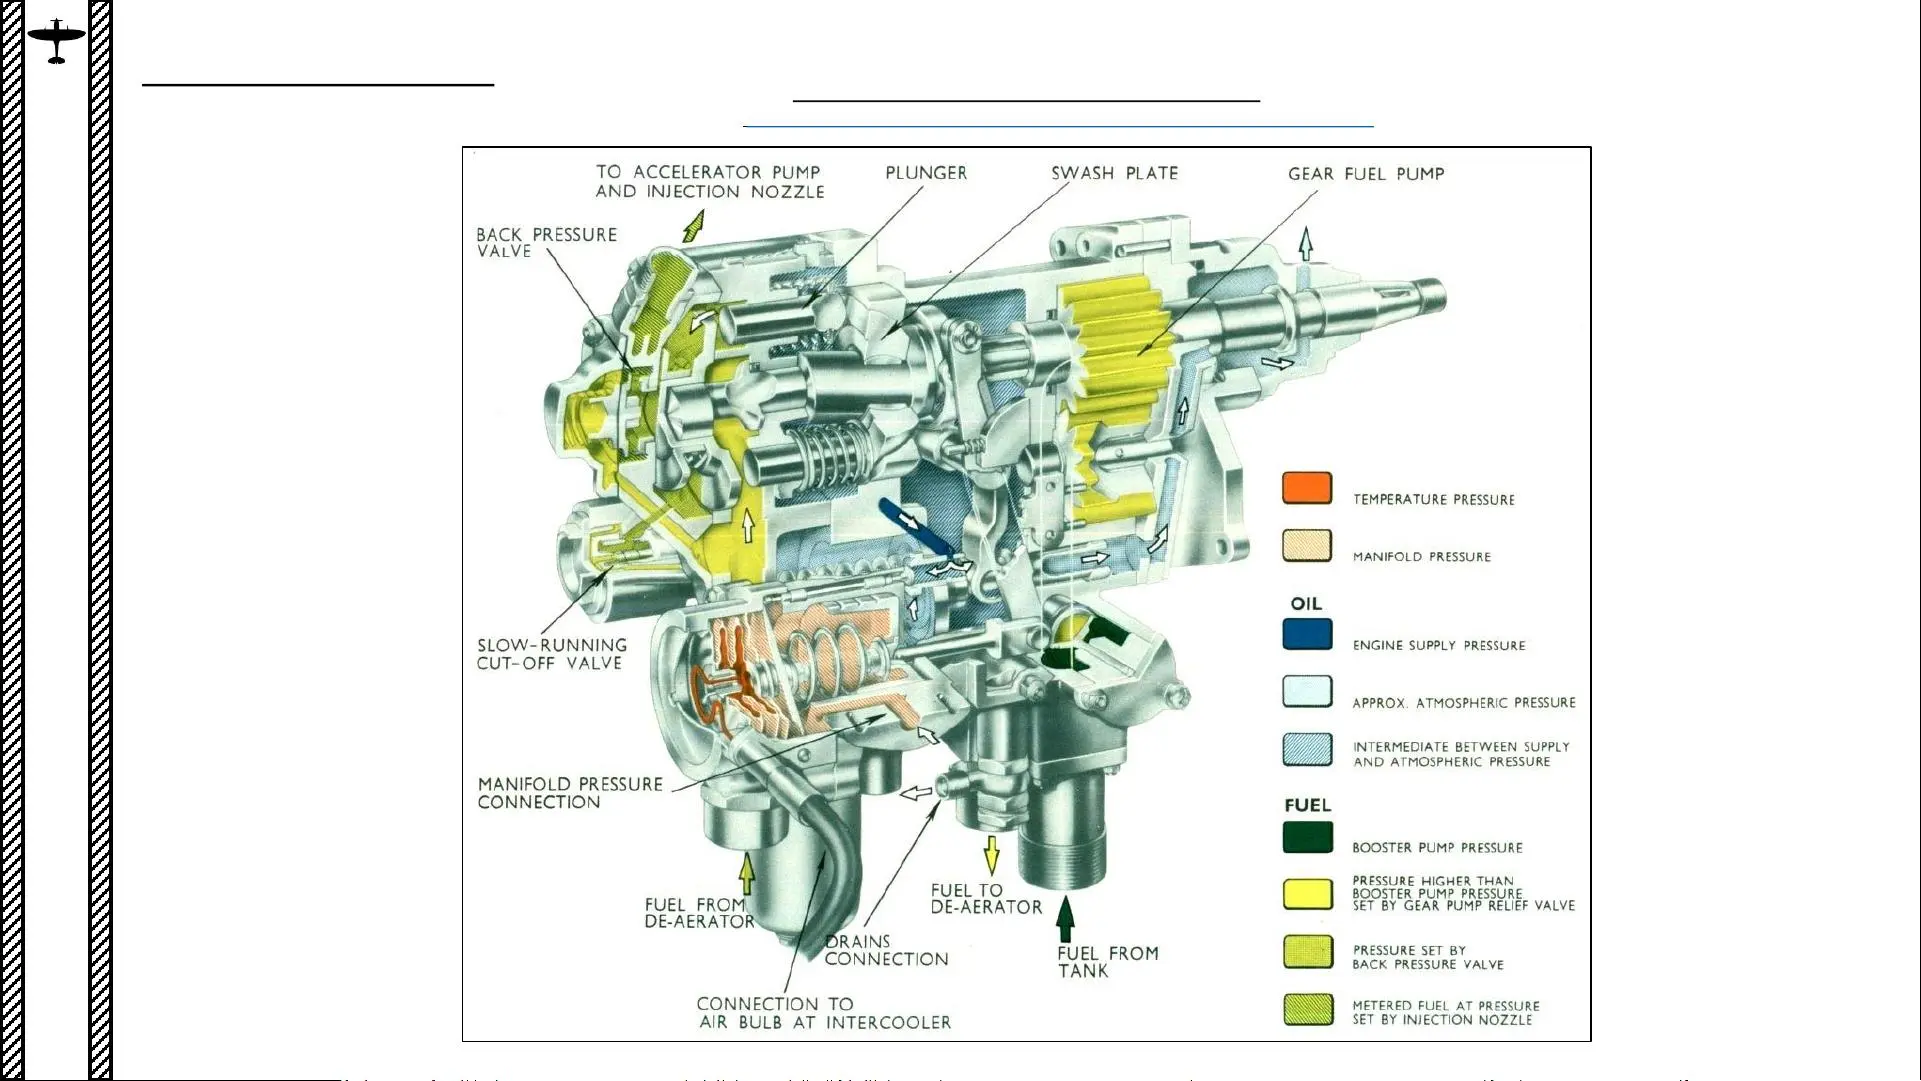 TO ACCELERATOR PUMP
AND INJECTION NOZZLE
PLUNGER
SWASH PLATE
GEAR FUEL PUMP
BACK PRESSURE
VALVE
SLOW-RUNNING
CUT-OFF VALVE
MANIFOLD PRESSURE
CONNECTION
FUEL FROM
DE-AERATOR
DRAINS
CONNECTION
FUEL TO
DE-AERATOR
FUEL FROM
TANK
CONNECTION TO
AIR BULB AT INTERCOOLER
TEMPERATURE PRESSURE
MANIFOLD PRESSURE
OIL
ENGINE SUPPLY PRESSURE
APPROX. ATMOSPHERIC PRESSURE
INTERMEDIATE BETWEEN SUPPLY
AND ATMOSPHERIC PRESSURE
FUEL
BOOSTER PUMP PRESSURE
PRESSURE HIGHER THAN
BOOSTER PUMP PRESSURE
SET BY GEAR PUMP RELIEF VALVE
PRESSURE SET BY
BACK PRESSURE VALVE
METERED FUEL AT PRESSURE
SET BY INJECTION NOZZLE